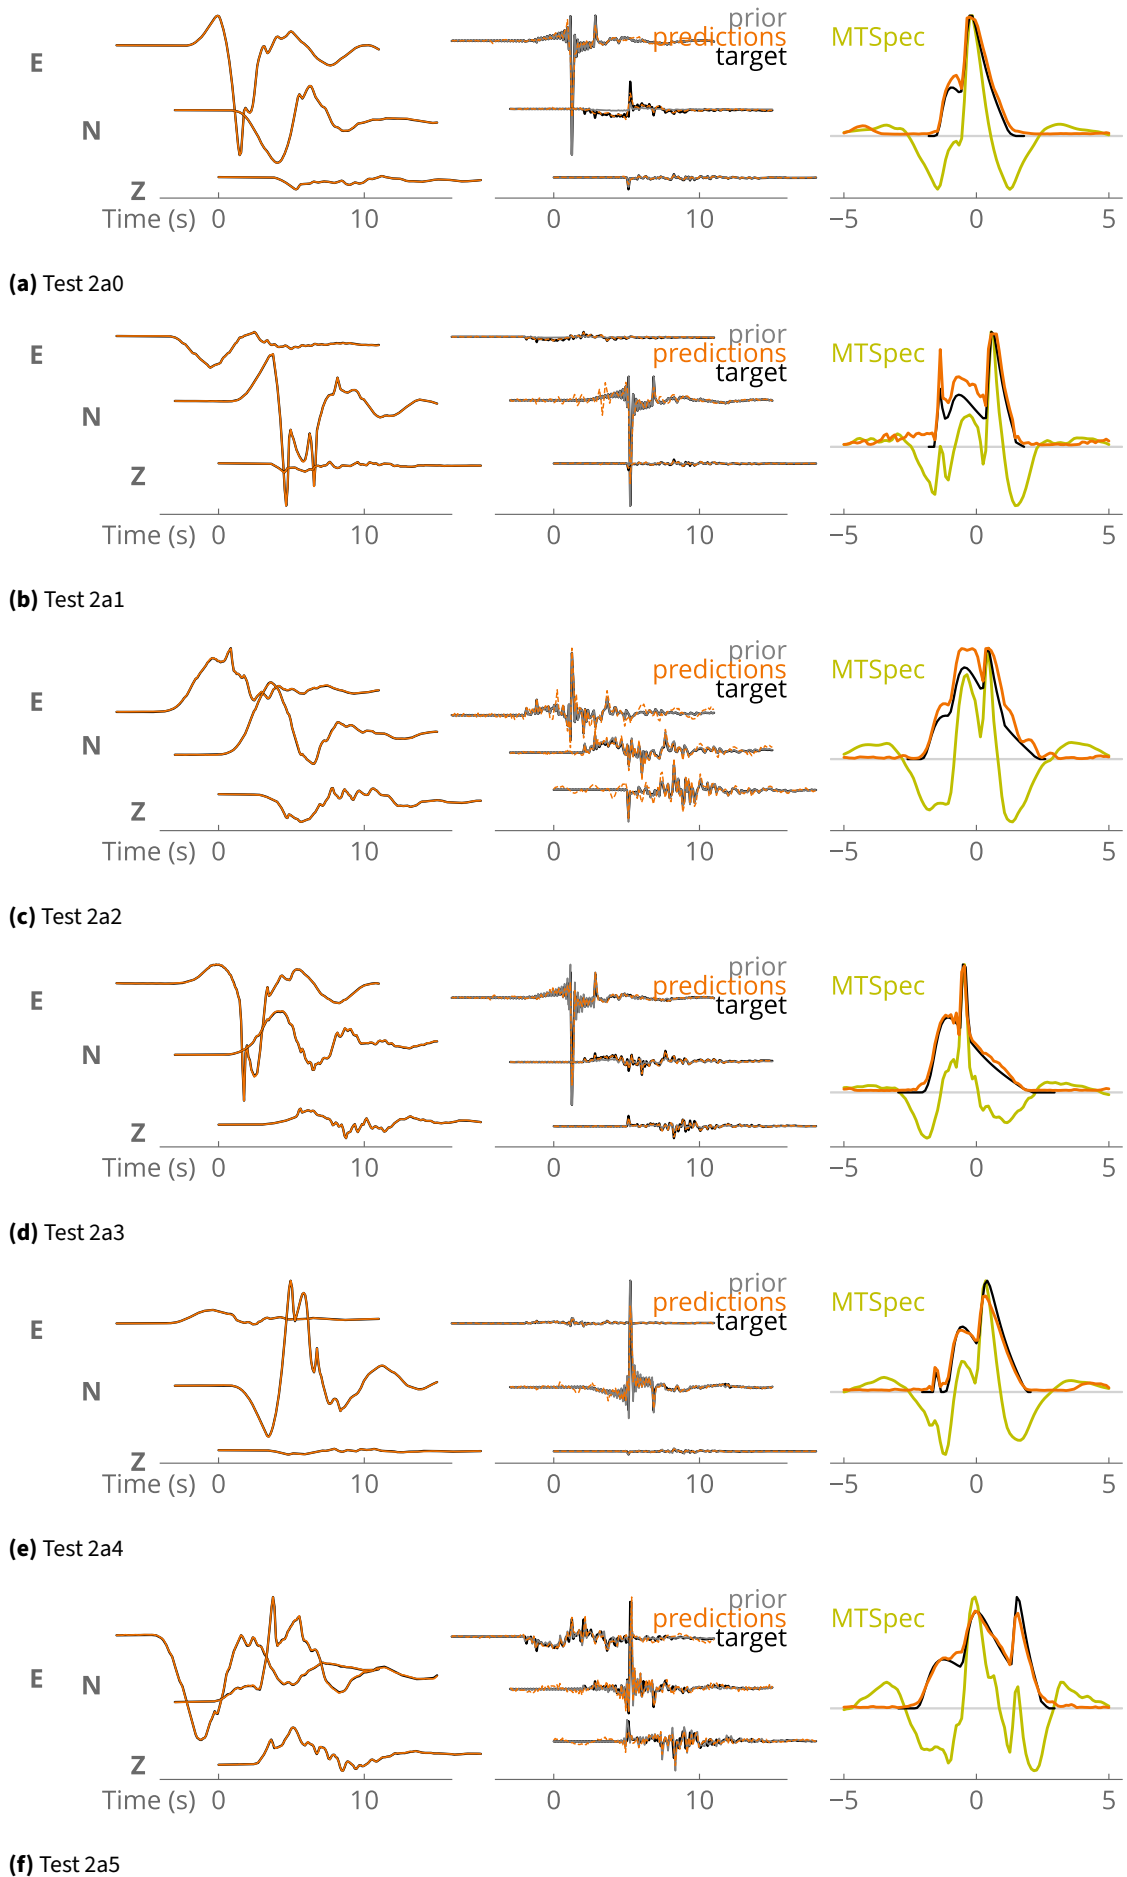 prior
predictions
target
MTSpec
E
N
Z
Time (s) 0 10
0 10
−5 0 5
(a) Test 2a0
prior
predictions
target
MTSpec
E
N
Z
Time (s) 0 10
0 10
−5 0 5
(b) Test 2a1
prior
predictions
target
MTSpec
E
N
Z
Time (s) 0 10
0 10
−5 0 5
(c) Test 2a2
prior
predictions
target
MTSpec
E
N
Z
Time (s) 0 10
0 10
−5 0 5
(d) Test 2a3
prior
predictions
target
MTSpec
E
N
Z
Time (s) 0 10
0 10
−5 0 5
(e) Test 2a4
prior
predictions
target
MTSpec
E N
Z
Time (s) 0 10
0 10
−5 0 5
(f) Test 2a5